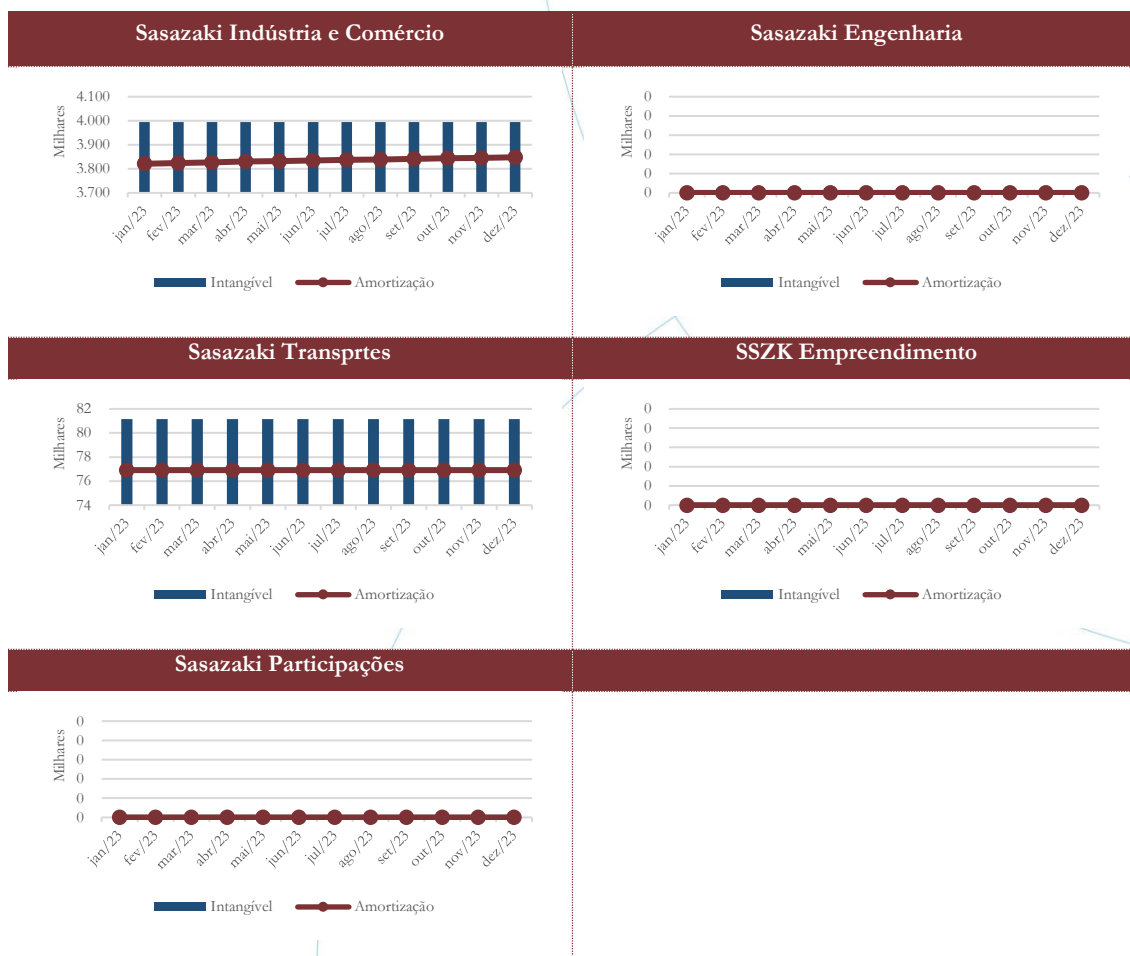 Sasazaki Indústria e Comércio
Milhares
4.100
4.000
3.900
3.800
3.700
jan/23 fev/23 mar/23 abr/23 mai/23 jun/23 jul/23 ago/23 set/23 out/23 nov/23 dez/23
Intangível Amortização
Sasazaki Engenharia
Milhares
0
0
0
0
0
0
jan/23 fev/23 mar/23 abr/23 mai/23 jun/23 jul/23 ago/23 set/23 out/23 nov/23 dez/23
Intangível Amortização
Sasazaki Transprtes
Milhares
82
80
78
76
74
jan/23 fev/23 mar/23 abr/23 mai/23 jun/23 jul/23 ago/23 set/23 out/23 nov/23 dez/23
Intangível Amortização
SSZK Empreendimento
Milhares
0
0
0
0
0
0
jan/23 fev/23 mar/23 abr/23 mai/23 jun/23 jul/23 ago/23 set/23 out/23 nov/23 dez/23
Intangível Amortização
Sasazaki Participações
Milhares
0
0
0
0
0
0
jan/23 fev/23 mar/23 abr/23 mai/23 jun/23 jul/23 ago/23 set/23 out/23 nov/23 dez/23
Intangível Amortização